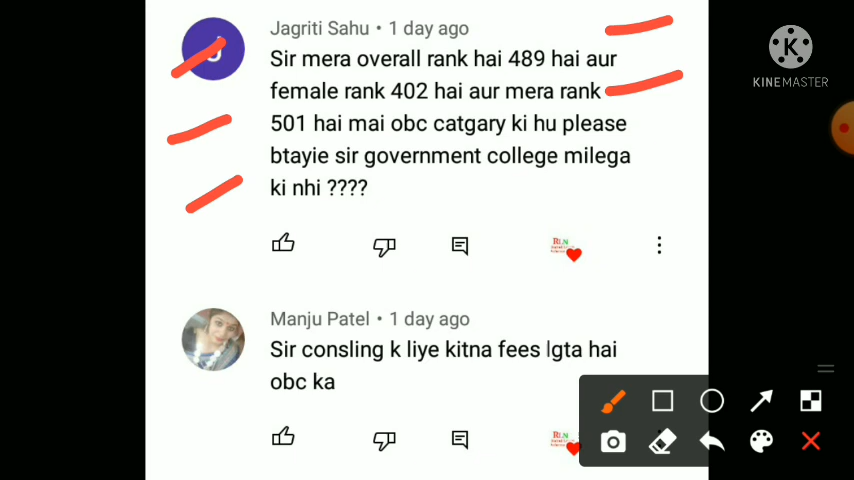 Jagriti Sahu • 1 day ago
Sir mera overall rank hai 489 hai aur
female rank 402 hai aur mera rank
501 hai mai obc catgary ki hu please
btayie sir government college milega
ki nhi ????
Manju Patel • 1 day ago
Sir consling k liye kitna fees lgta hai
obc ka
K
KINEMASTER